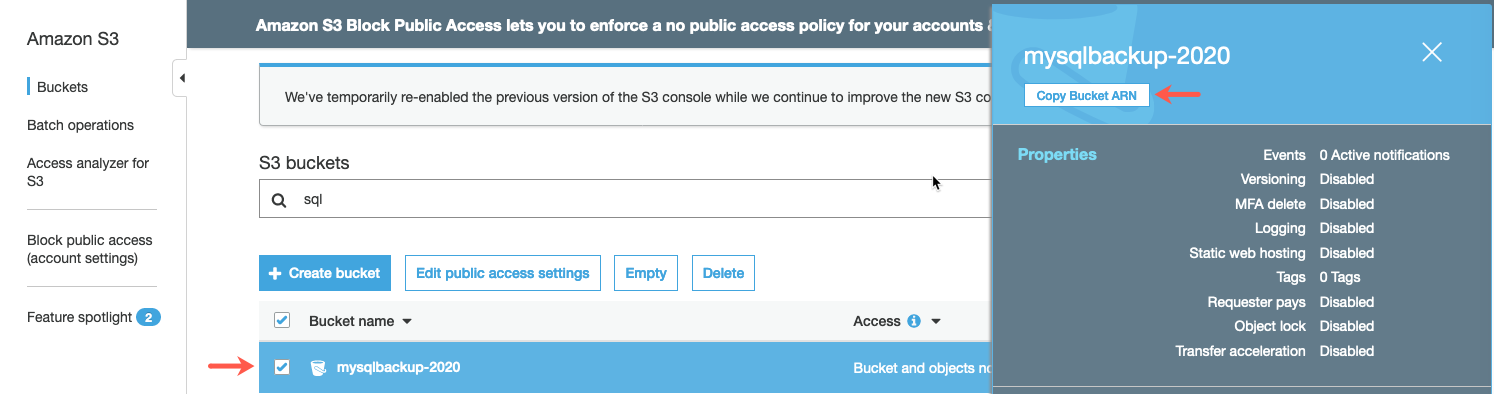 Amazon S3
Buckets
Batch operations
Access analyzer for
S3
Block public access
(account settings)
Feature spotlight 2
Amazon S3 Block Public Access lets you to enforce a no public access policy for your accounts
We've temporarily re-enabled the previous version of the S3 console while we continue to improve the new S3 co
S3 buckets
sql
+ Create bucket Edit public access settings Empty Delete
Bucket name Access
mysqlbackup-2020 Bucket and objects no
mysqlbackup-2020
Copy Bucket ARN
Properties
Events 0 Active notifications
Versioning Disabled
MFA delete Disabled
Logging Disabled
Static web hosting Disabled
Tags 0 Tags
Requester pays Disabled
Object lock Disabled
Transfer acceleration Disabled